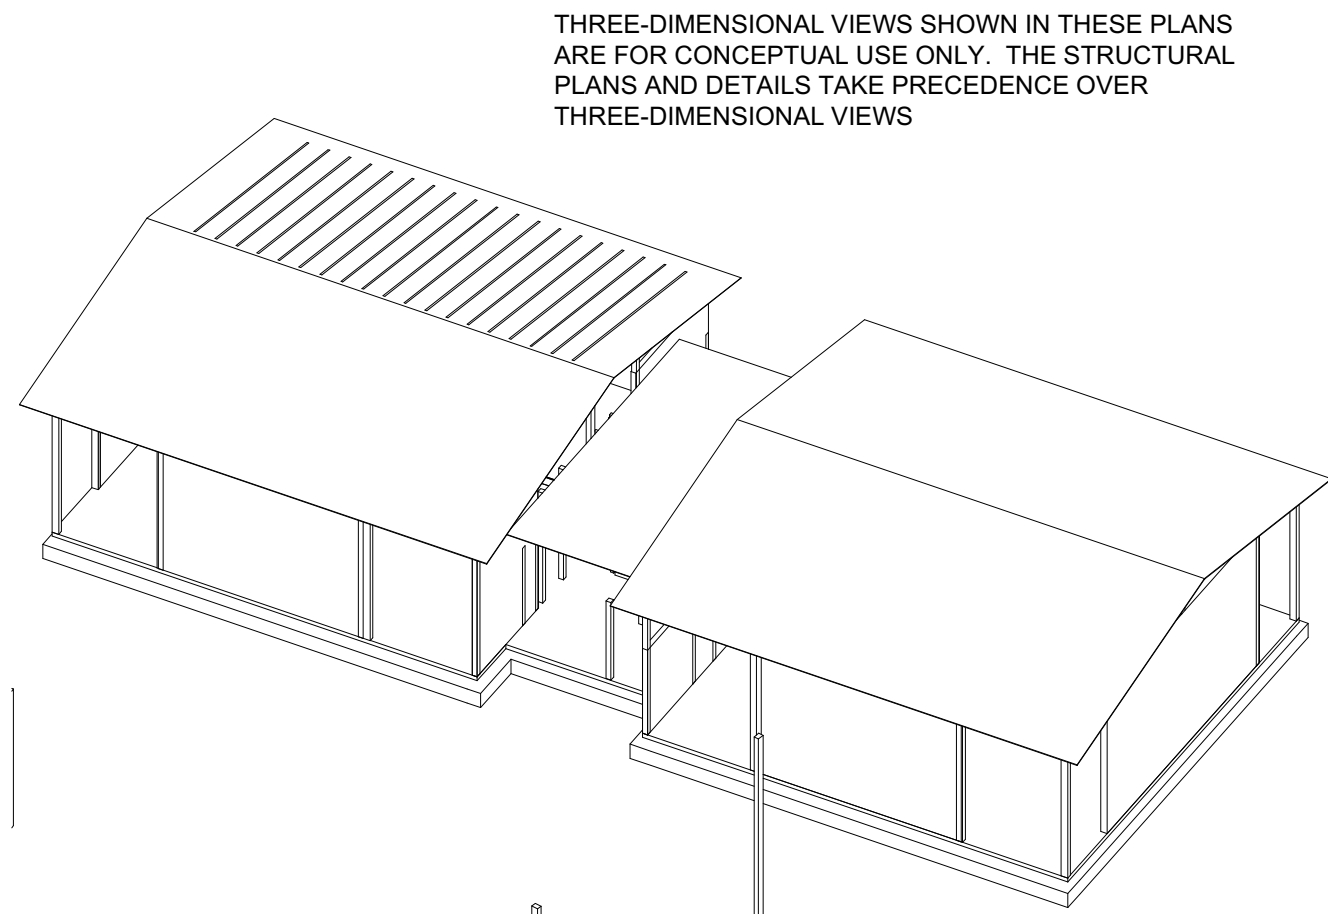 THREE-DIMENSIONAL VIEWS SHOWN IN THESE PLANS
ARE FOR CONCEPTUAL USE ONLY.  THE STRUCTURAL
PLANS AND DETAILS TAKE PRECEDENCE OVER
THREE-DIMENSIONAL VIEWS